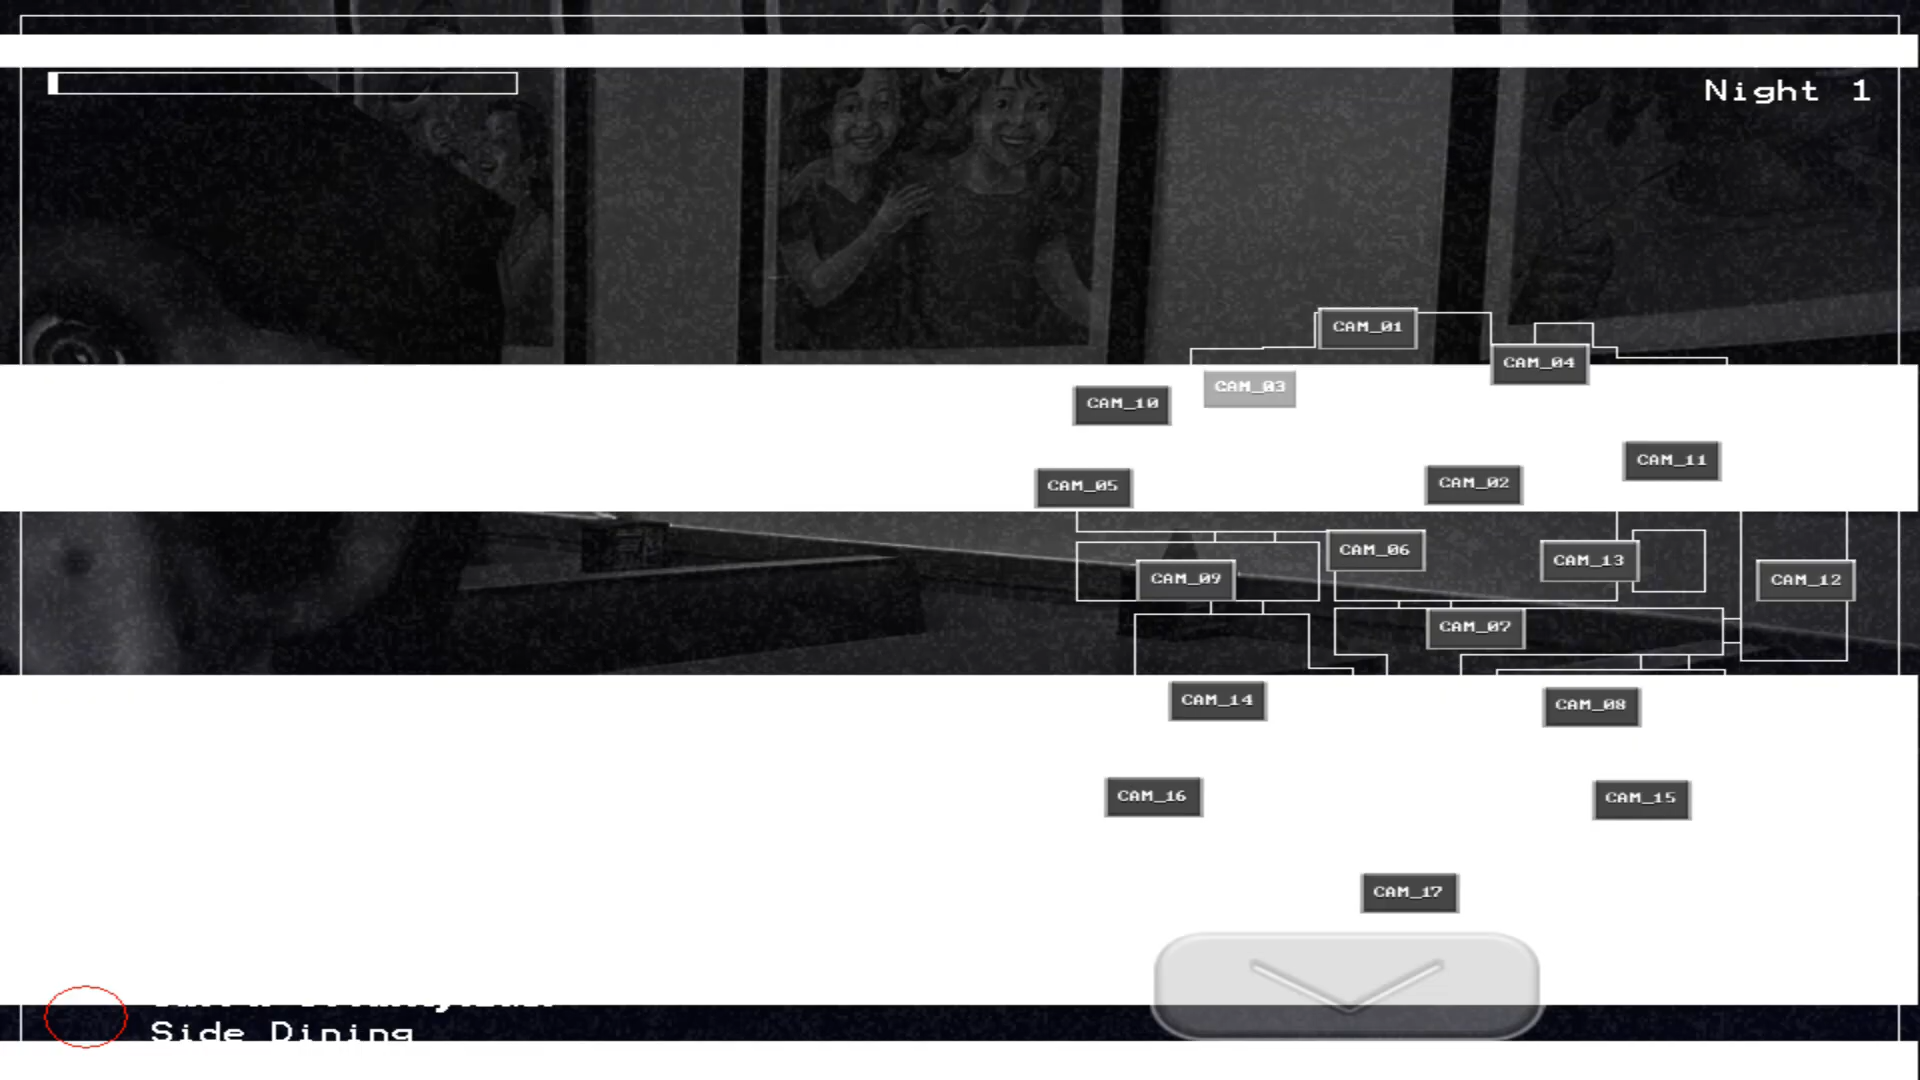 Night 1
CAM_01
CAM_04
CAM_03
CAM_10
CAM_11
CAM_02
CAM_05
CAM_06
CAM_13
CAM_09
CAM_12
CAM_07
CAM_14
CAM_08
CAM_16
CAM_15
CAM_17
Side Dining